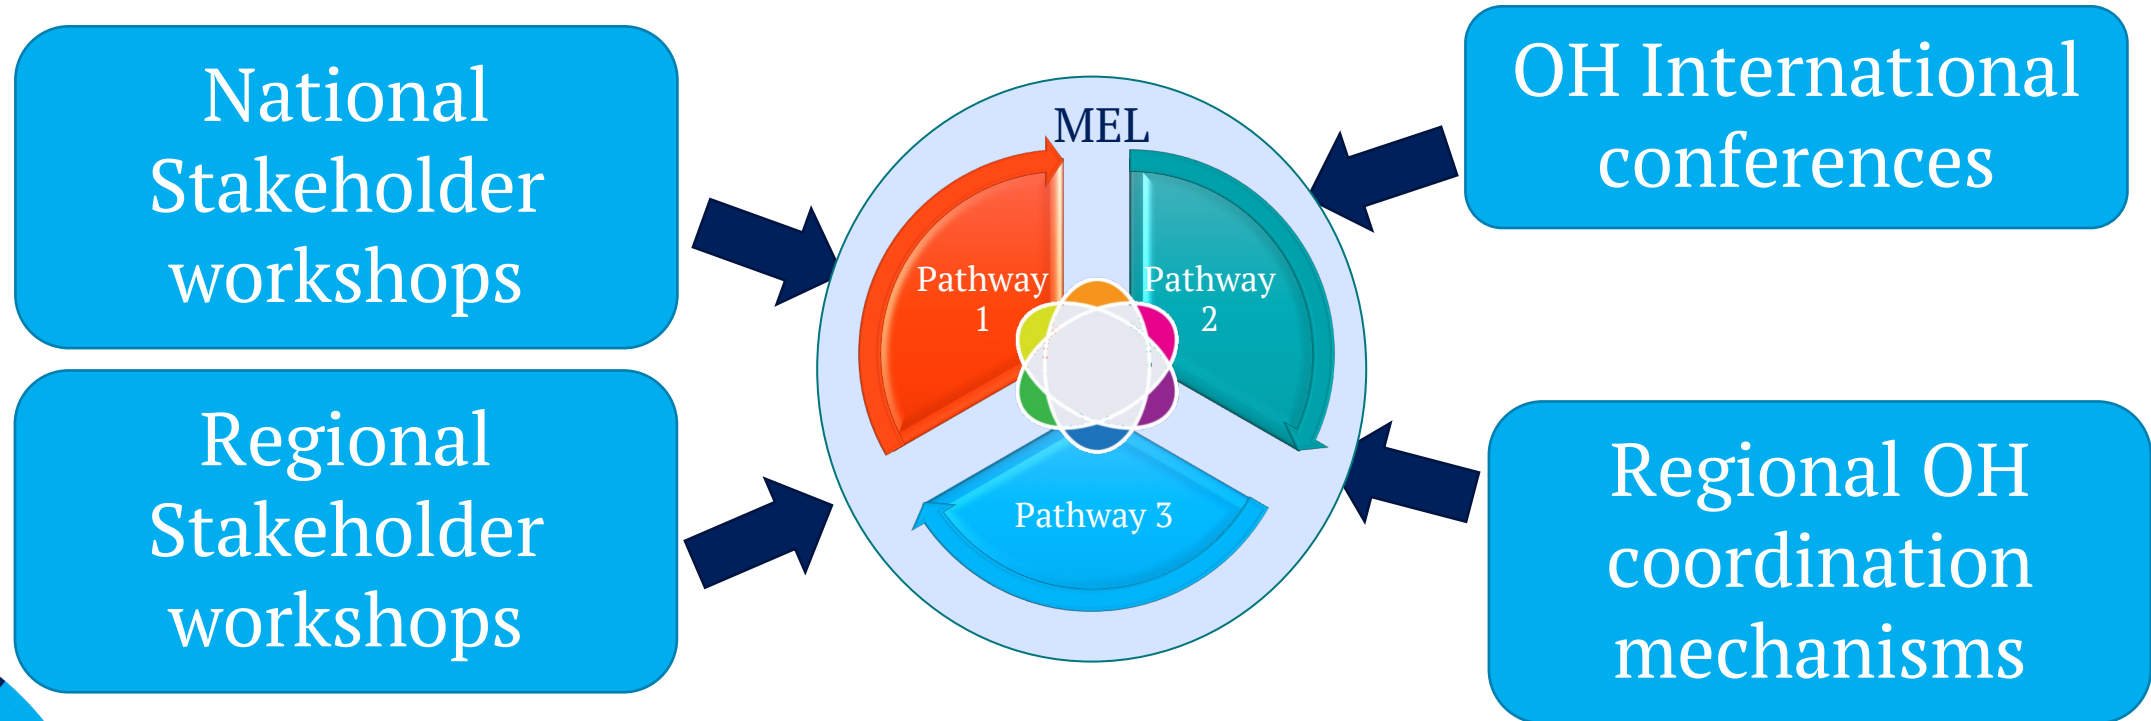 National
Stakeholder
workshops
Regional
Stakeholder
workshops
MEL
Pathway
1
Pathway
2
Pathway 3
OH International
conferences
Regional OH
coordination
mechanisms